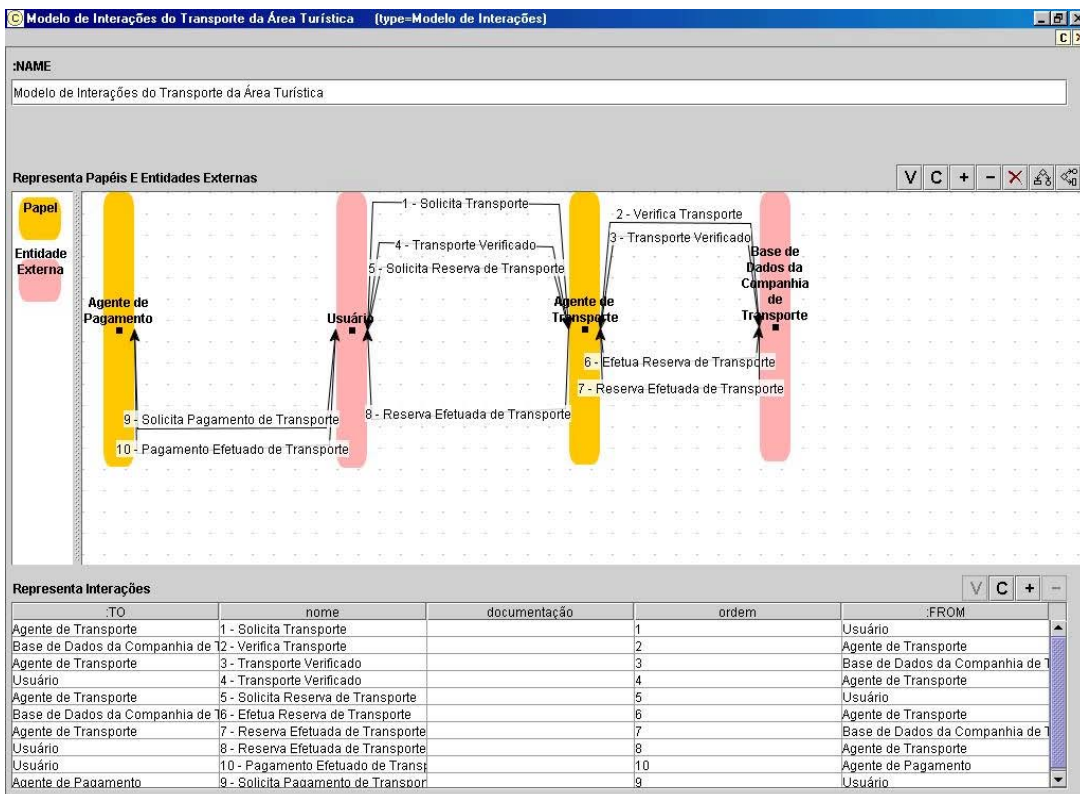 Modelo de Interações do Transporte da Área Turística (type=Modelo de Interações)
C
:NAME
Modelo de Interações do Transporte da Área Turística
Representa Papéis E Entidades Externas
V C + -
Papel
Entidade
Externa
Agente de
Pagamento
Usuário
Agente de
Transporte
Base de
Dados da
Companhia
de
Transporte
1 - Solicita Transporte
2 - Verifica Transporte
3 - Transporte Verificado
4 - Transporte Verificado
5 - Solicita Reserva de Transporte
6 - Efetua Reserva de Transporte
7 - Reserva Efetuada de Transporte
8 - Reserva Efetuada de Transporte
9 - Solicita Pagamento de Transporte
10 - Pagamento Efetuado de Transporte
Representa Interações
V C + -
:TO nome documentação ordem :FROM
Agente de Transporte 1 - Solicita Transporte 1 Usuário
Base de Dados da Companhia de 2 - Verifica Transporte 2 Agente de Transporte
Agente de Transporte 3 - Transporte Verificado 3 Base de Dados da Companhia de
Usuário 4 - Transporte Verificado 4 Agente de Transporte
Agente de Transporte 5 - Solicita Reserva de Transporte 5 Usuário
Base de Dados da Companhia de 6 - Efetua Reserva de Transporte 6 Agente de Transporte
Agente de Transporte 7 - Reserva Efetuada de Transporte 7 Base de Dados da Companhia de
Usuário 8 - Reserva Efetuada de Transporte 8 Agente de Transporte
Usuário 10 - Pagamento Efetuado de Transp 10 Agente de Pagamento
Agente de Pagamento 9 - Solicita Pagamento de Transpor 9 Usuário